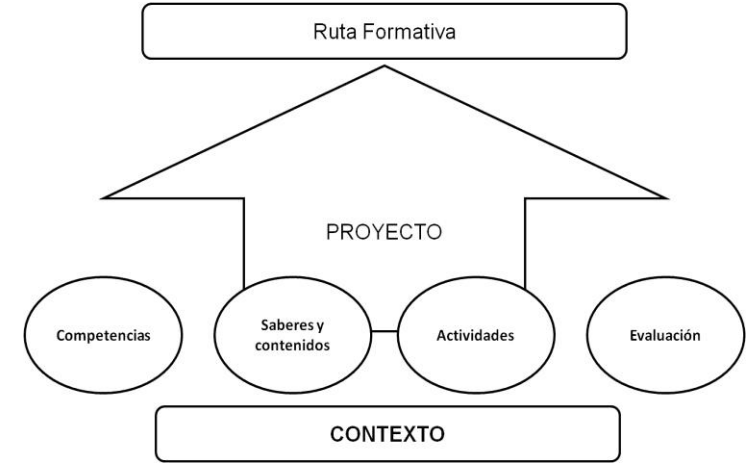 Ruta Formativa
PROYECTO
Competencias
Saberes y
contenidos
Actividades
Evaluación
CONTEXTO